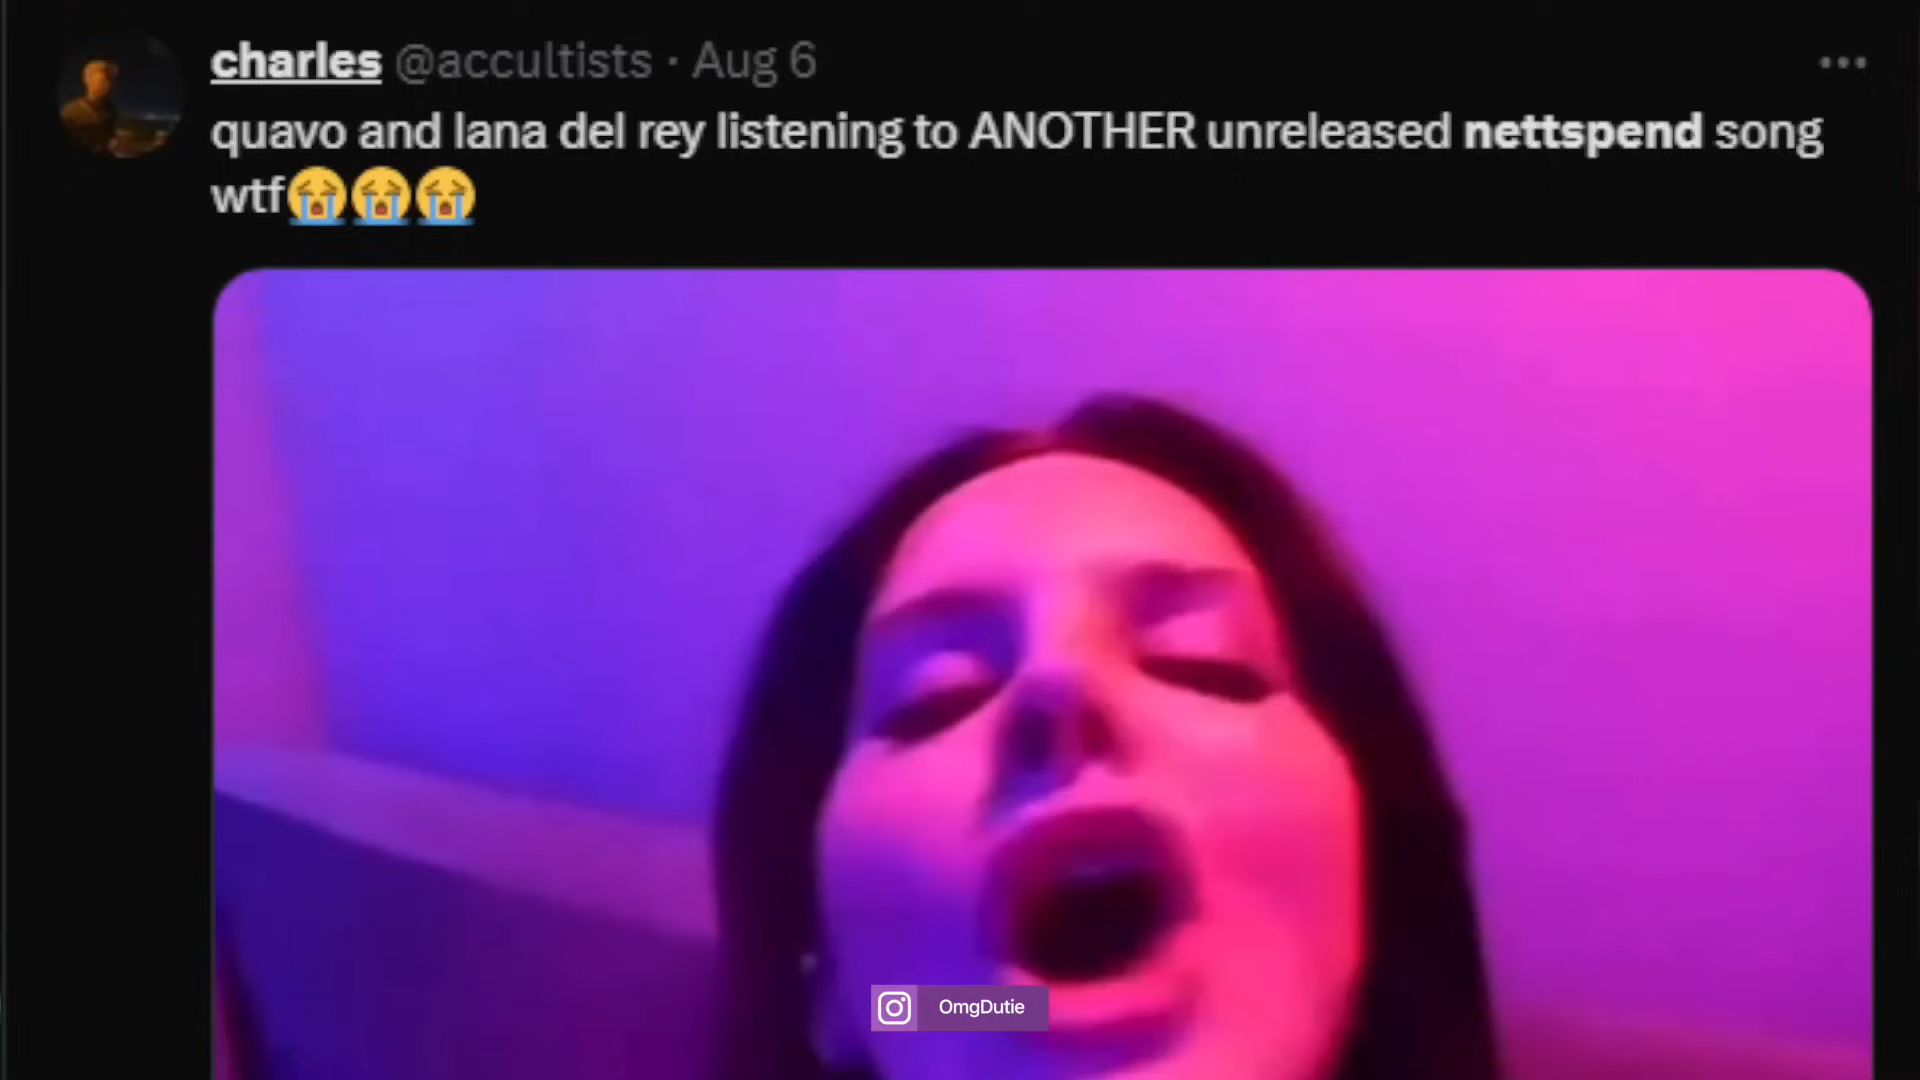 charles @accultists · Aug 6
quavo and lana del rey listening to ANOTHER unreleased nettspend song
wtf😭😭😭
OmgDutie